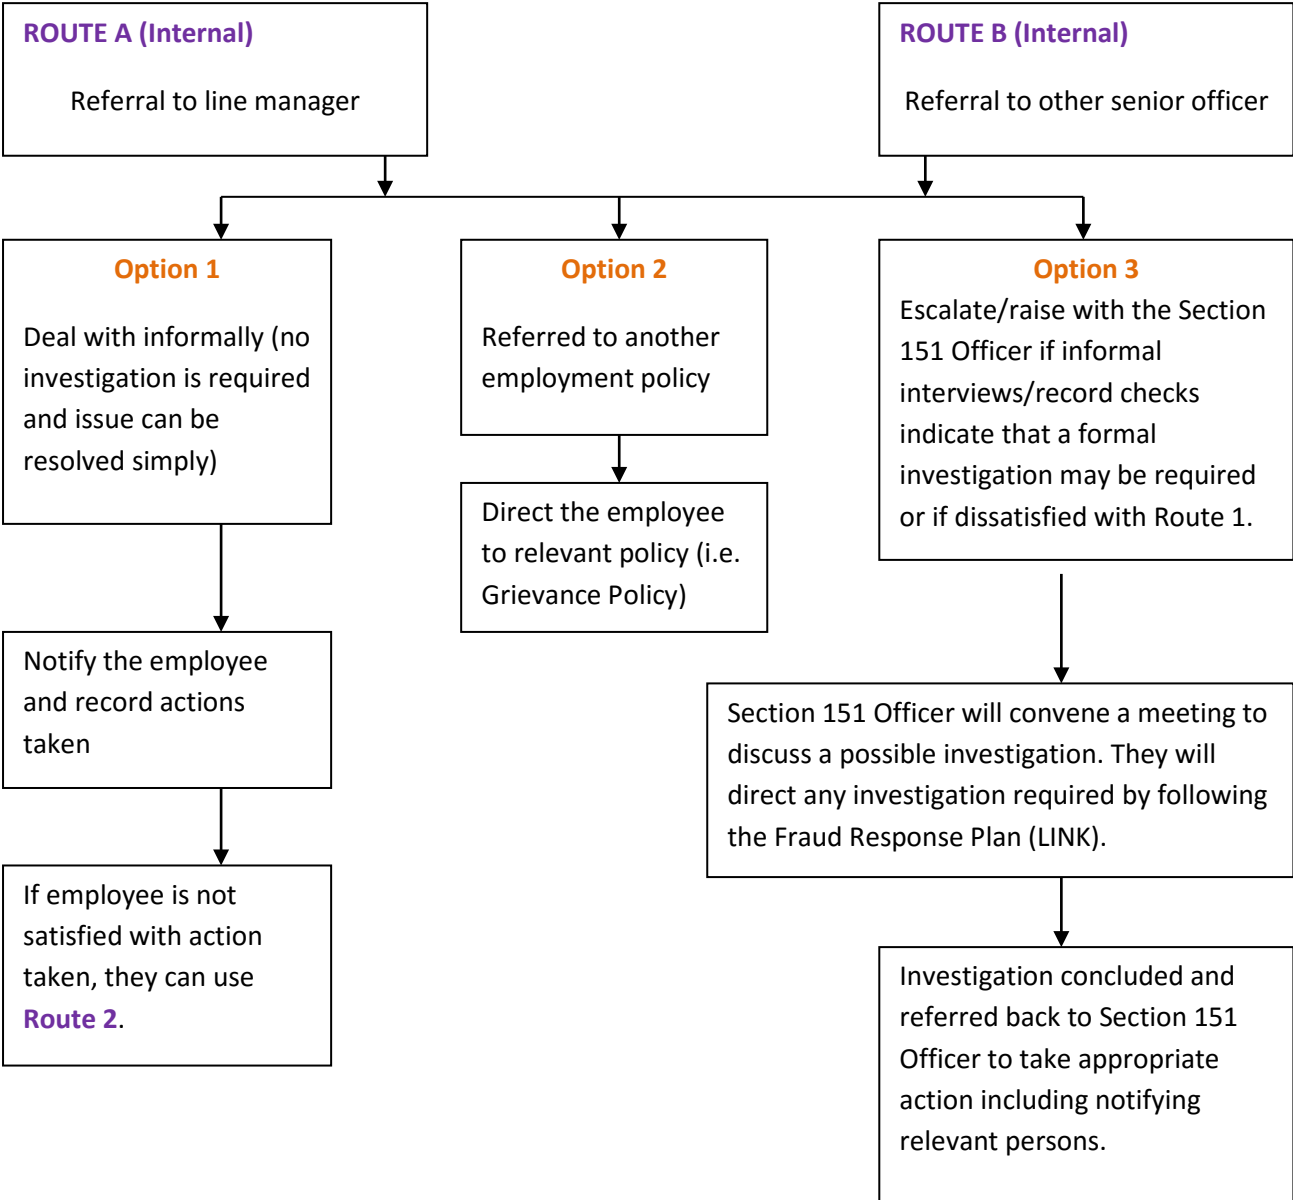 ROUTE A (Internal)
Referral to line manager
ROUTE B (Internal)
Referral to other senior officer
Option 1
Deal with informally (no
investigation is required
and issue can be
resolved simply)
Option 2
Referred to another
employment policy
Option 3
Escalate/raise with the Section
151 Officer if informal
interviews/record checks
indicate that a formal
investigation may be required
or if dissatisfied with Route 1.
Direct the employee
to relevant policy (i.e.
Grievance Policy)
Notify the employee
and record actions
taken
Section 151 Officer will convene a meeting to
discuss a possible investigation. They will
direct any investigation required by following
the Fraud Response Plan (LINK).
If employee is not
satisfied with action
taken, they can use
Route 2.
Investigation concluded and
referred back to Section 151
Officer to take appropriate
action including notifying
relevant persons.